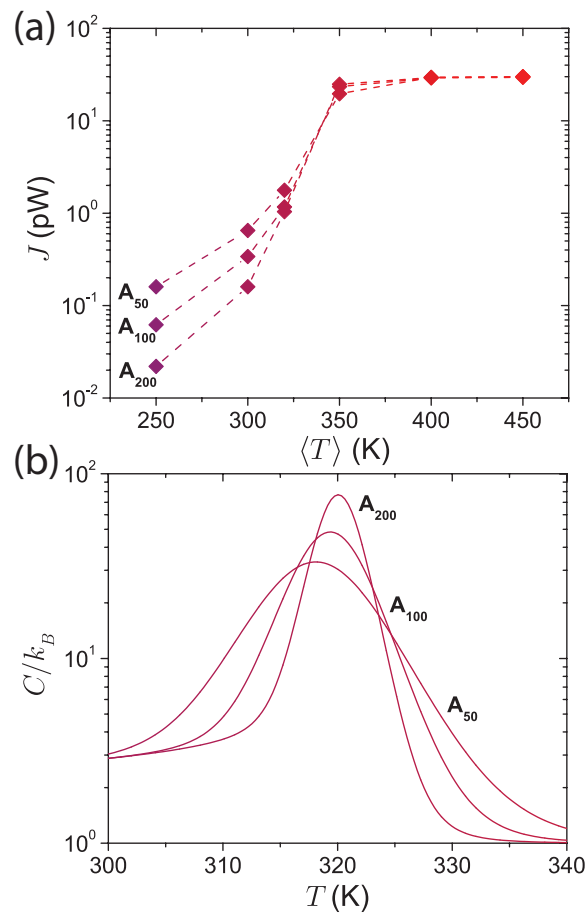 (a)
10²
10¹
10⁰
10⁻¹
10⁻²
J (pW)
A₅₀
A₁₀₀
A₂₀₀
250 300 350 400 450
⟨T⟩ (K)
(b)
10²
10¹
10⁰
C/k_B
A₂₀₀
A₁₀₀
A₅₀
300 310 320 330 340
T (K)